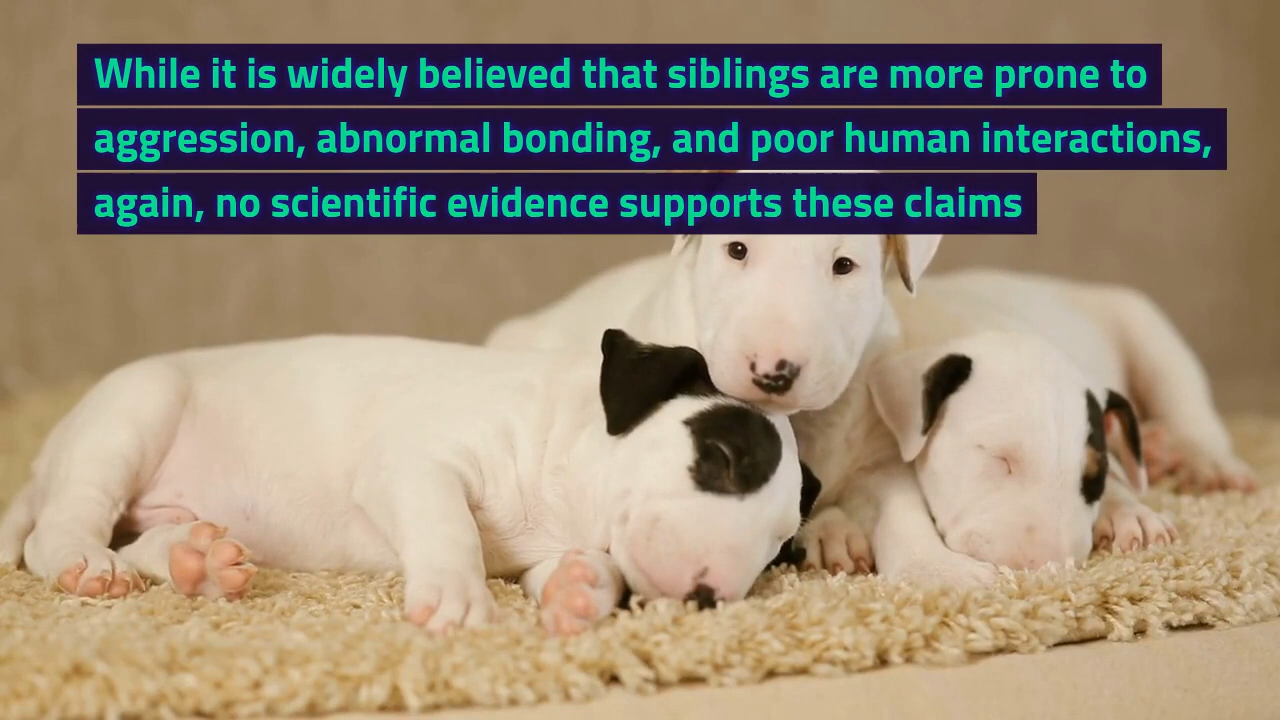 While it is widely believed that siblings are more prone to
aggression, abnormal bonding, and poor human interactions,
again, no scientific evidence supports these claims